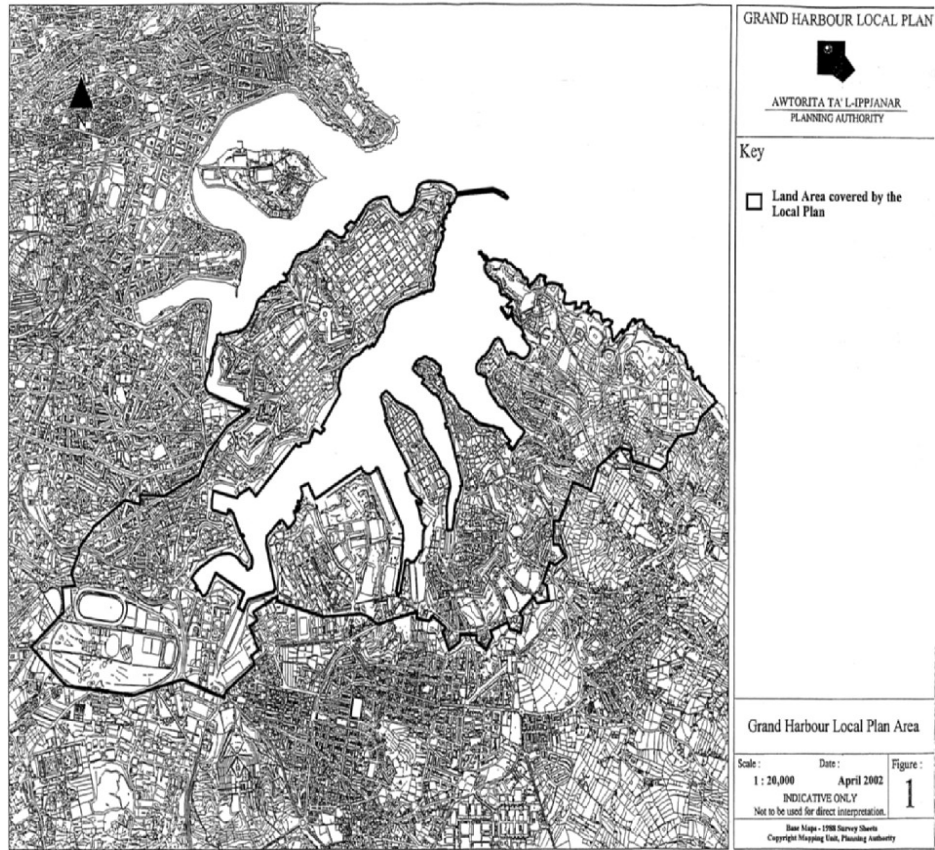 GRAND HARBOUR LOCAL PLAN
AWTORITA TA' L-IPPJANAR
PLANNING AUTHORITY
Key
Land Area covered by the
Local Plan
N
Grand Harbour Local Plan Area
Scale :
1 : 20,000
Date :
April 2002
INDICATIVE ONLY
Not to be used for direct interpretation.
Figure :
1
Base Maps - 1988 Survey Sheets
Copyright Mapping Unit, Planning Authority